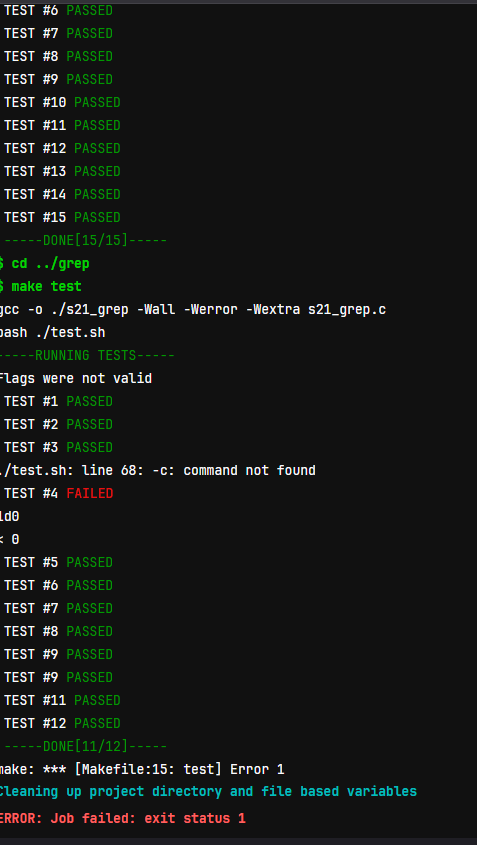 TEST #6 PASSED
TEST #7 PASSED
TEST #8 PASSED
TEST #9 PASSED
TEST #10 PASSED
TEST #11 PASSED
TEST #12 PASSED
TEST #13 PASSED
TEST #14 PASSED
TEST #15 PASSED
-----DONE[15/15]-----
$ cd ../grep
$ make test
gcc -o ./s21_grep -Wall -Werror -Wextra s21_grep.c
bash ./test.sh
-----RUNNING TESTS-----
Flags were not valid
TEST #1 PASSED
TEST #2 PASSED
TEST #3 PASSED
./test.sh: line 68: -c: command not found
TEST #4 FAILED
1d0
< 0
TEST #5 PASSED
TEST #6 PASSED
TEST #7 PASSED
TEST #8 PASSED
TEST #9 PASSED
TEST #9 PASSED
TEST #11 PASSED
TEST #12 PASSED
-----DONE[11/12]-----
make: *** [Makefile:15: test] Error 1
Cleaning up project directory and file based variables
ERROR: Job failed: exit status 1